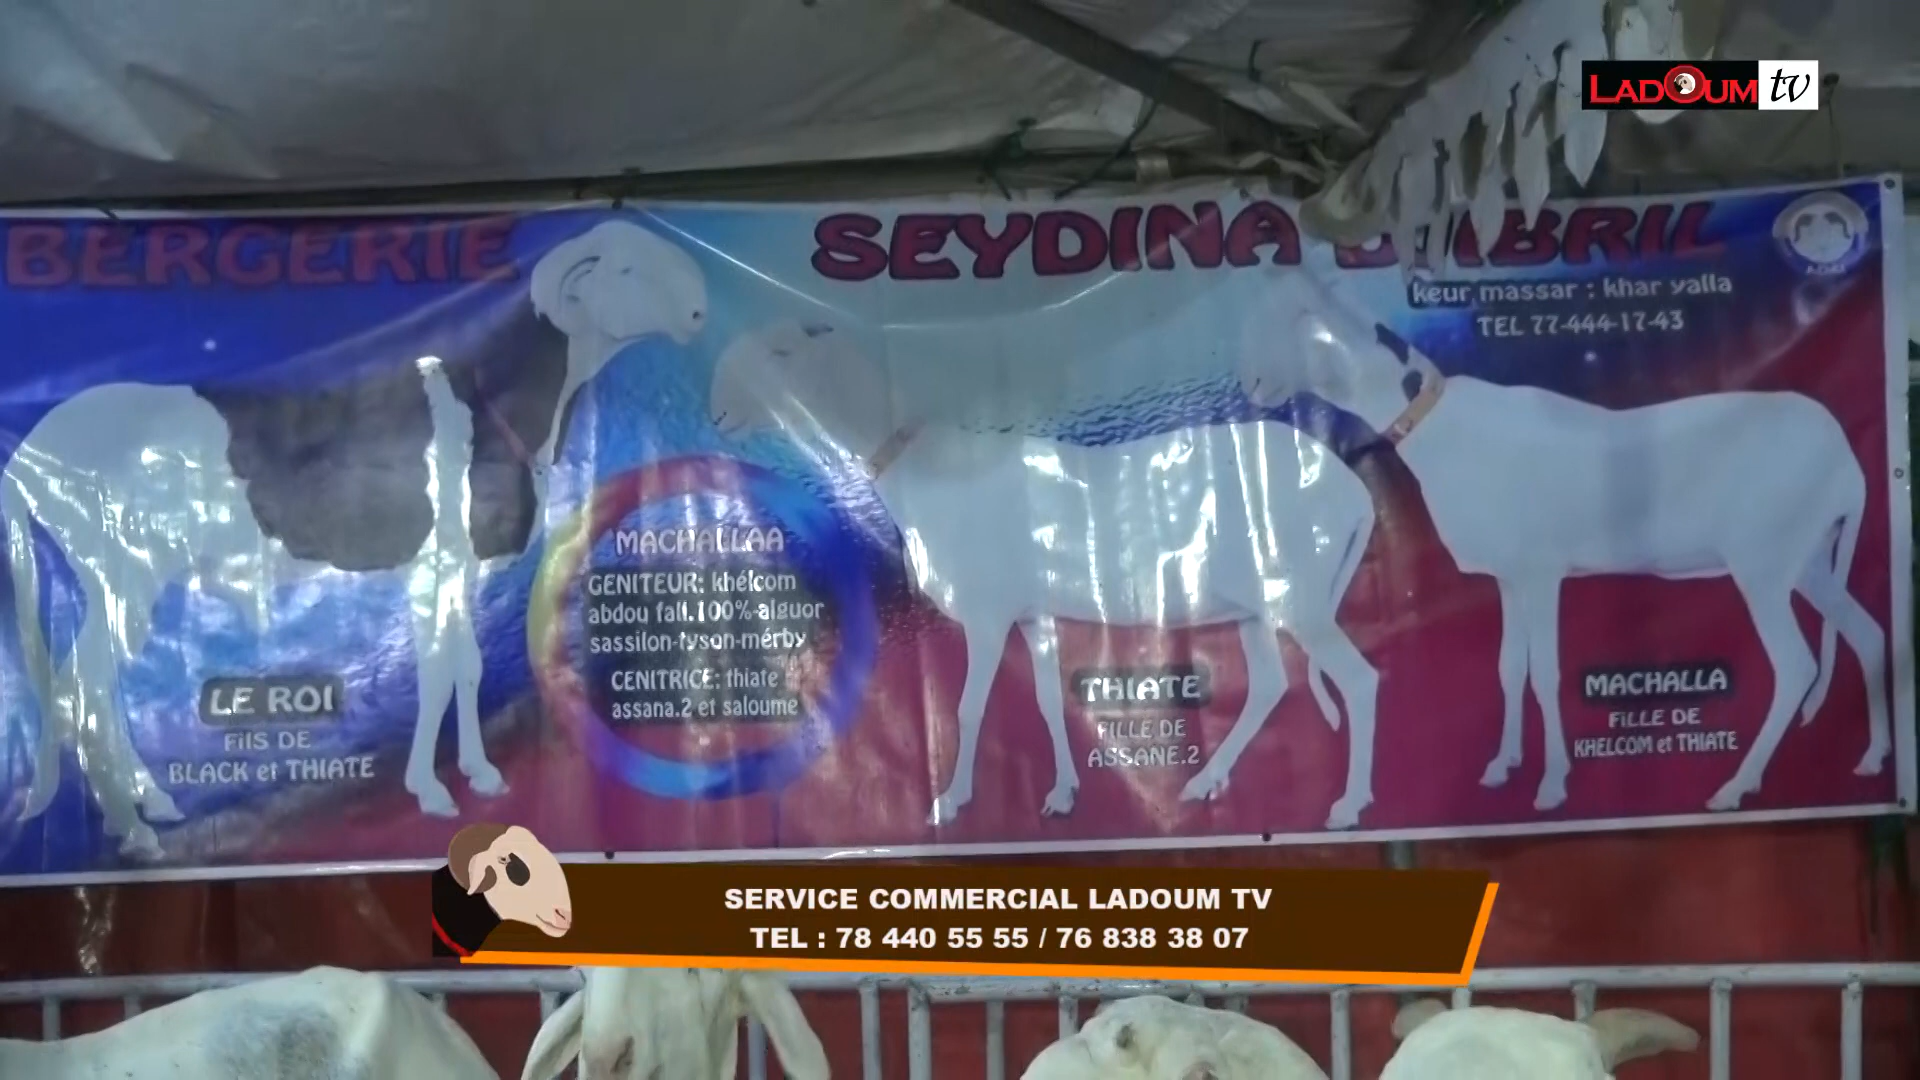 LADOUM tv
BERGERIE SEYDINA
keur massar : khar yalla
TEL 77-444-17-43
MACHALLAA
GENITEUR: khélcom
abdou fall.100%-alguor
sassilon-tyson-mérby
CENITRICE: thiate
assana.2 et saloume
LE ROI
FilS DE
BLACK et THIATE
THIATE
FiLLE DE
ASSANE.2
MACHALLA
FiLLE DE
KHELCOM et THIATE
SERVICE COMMERCIAL LADOUM TV
TEL : 78 440 55 55 / 76 838 38 07